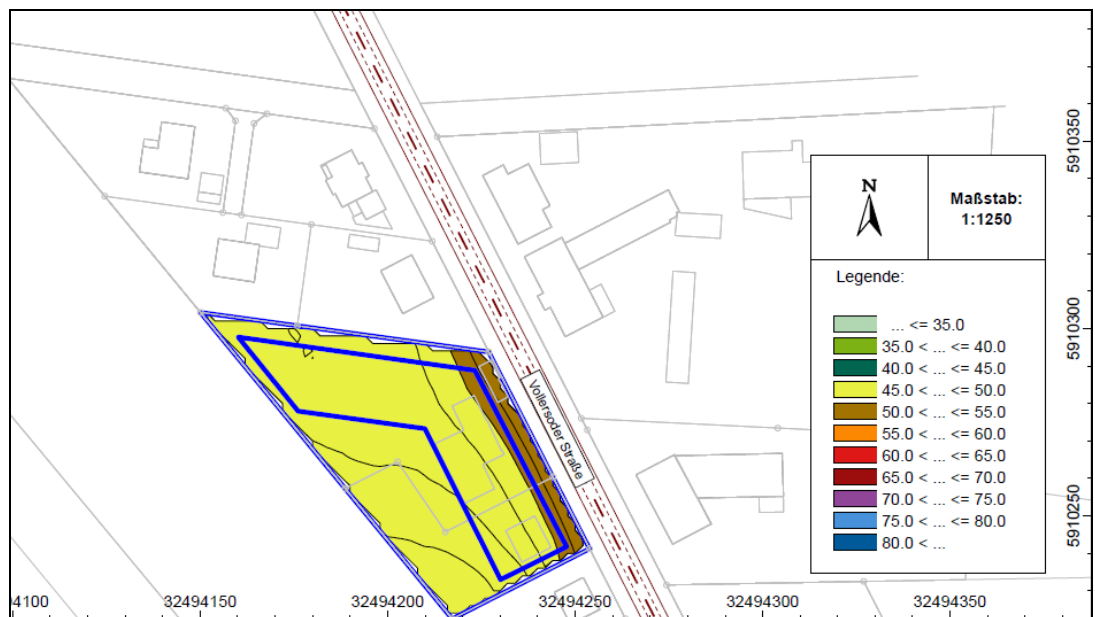 5910350
N
Maßstab:
1:1250
Legende:
... <= 35.0
35.0 < ... <= 40.0
40.0 < ... <= 45.0
45.0 < ... <= 50.0
50.0 < ... <= 55.0
55.0 < ... <= 60.0
60.0 < ... <= 65.0
65.0 < ... <= 70.0
70.0 < ... <= 75.0
75.0 < ... <= 80.0
80.0 < ...
5910300
Vollersoder Straße
5910250
32494150
32494200
32494250
32494300
32494350